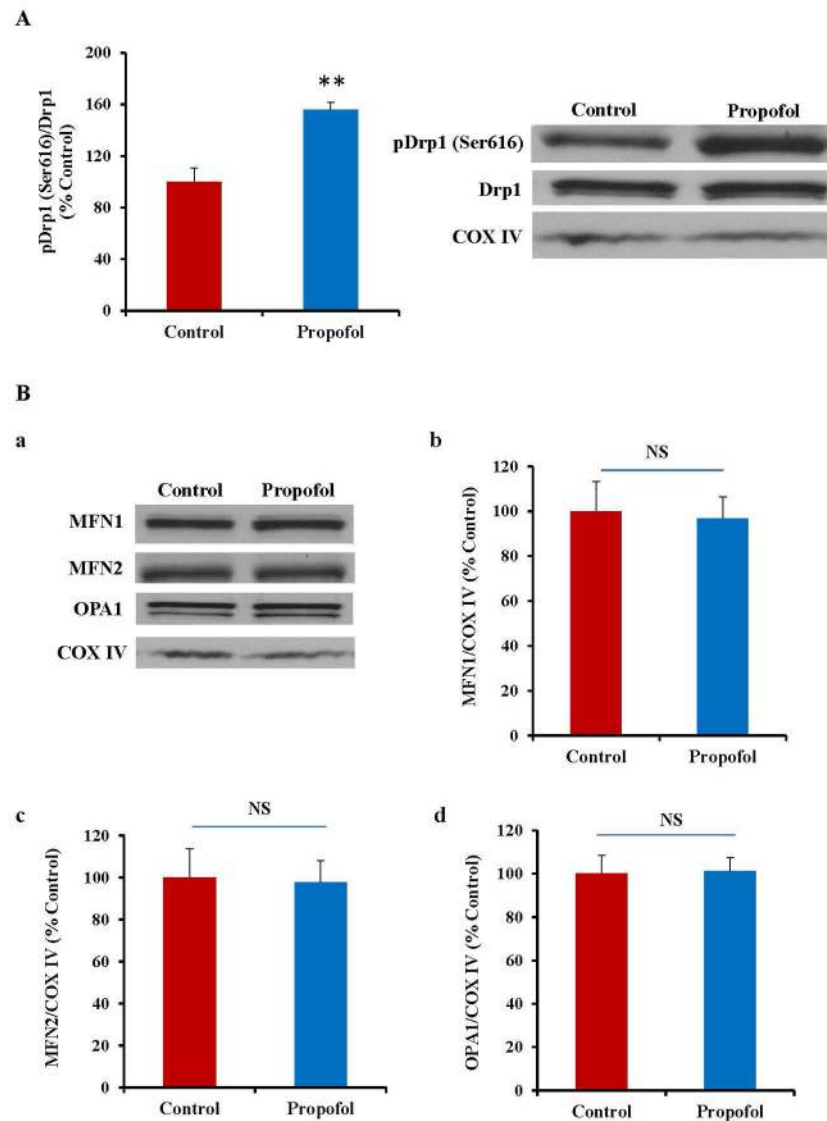 A
pDrp1 (Ser616)/Drp1
(% Control)
200
160
120
80
40
0
**
Control Propofol
Control Propofol
pDrp1 (Ser616)
Drp1
COX IV
B
a
Control Propofol
MFN1
MFN2
OPA1
COX IV
b
NS
MFN1/COX IV (% Control)
120
100
80
60
40
20
0
Control Propofol
c
NS
MFN2/COX IV (% Control)
120
100
80
60
40
20
0
Control Propofol
d
NS
OPA1/COX IV (% Control)
120
100
80
60
40
20
0
Control Propofol